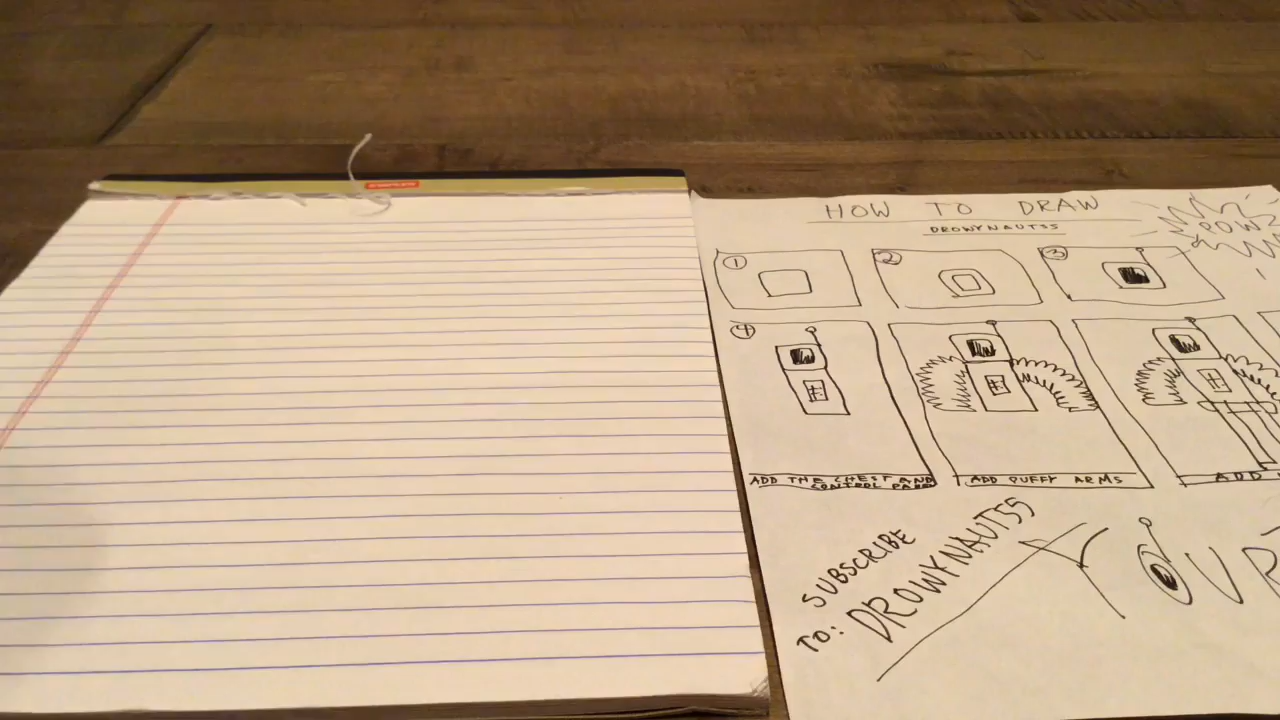 HOW TO DRAW
DROWYNAUT55
POW
1
2
3
4
ADD THE CHEST AND
CONTROL
ADD PUFFY ARMS
ADD
SUBSCRIBE
TO: DROWYNAUT55
YOUR